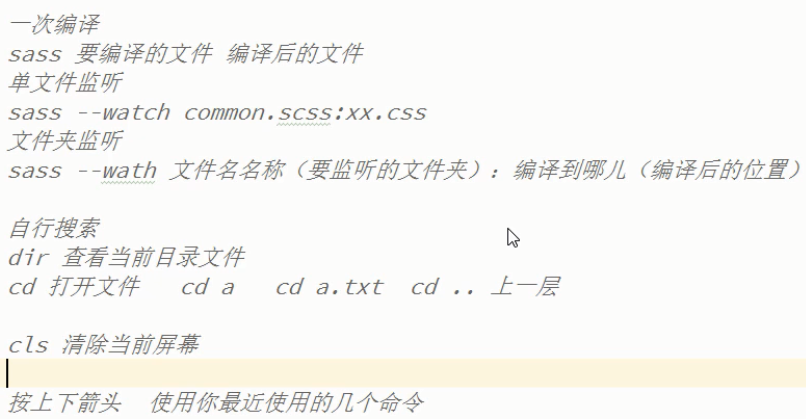 一次编译
sass 要编译的文件 编译后的文件
单文件监听
sass --watch common.scss:xx.css
文件夹监听
sass --wath 文件名名称（要监听的文件夹）：编译到哪儿（编译后的位置）
自行搜索
dir 查看当前目录文件
cd 打开文件 cd a cd a.txt cd .. 上一层
cls 清除当前屏幕
按上下箭头 使用你最近使用的几个命令